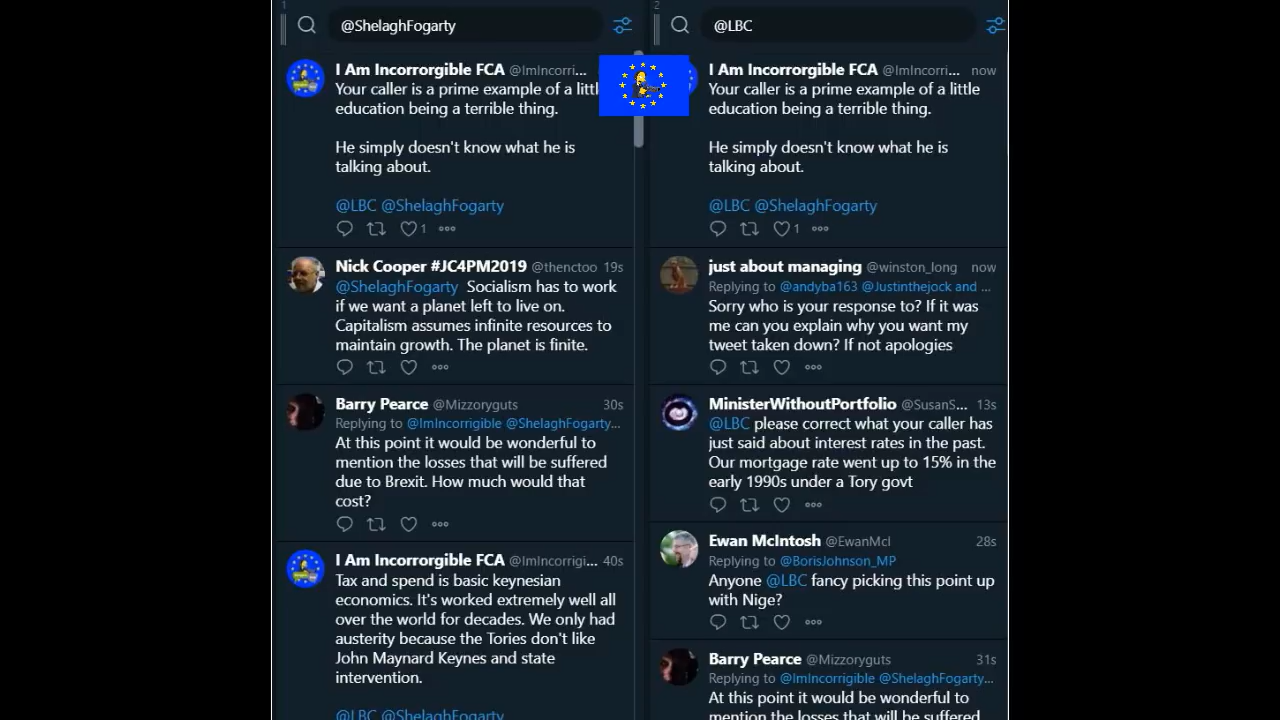 1
@ShelaghFogarty
I Am Incorrorgible FCA @ImIncorri...
Your caller is a prime example of a littl
education being a terrible thing.
He simply doesn't know what he is
talking about.
@LBC @ShelaghFogarty
1
Nick Cooper #JC4PM2019 @thenctoo 19s
@ShelaghFogarty Socialism has to work
if we want a planet left to live on.
Capitalism assumes infinite resources to
maintain growth. The planet is finite.
Barry Pearce @Mizzoryguts 30s
Replying to @ImIncorrigible @ShelaghFogarty...
At this point it would be wonderful to
mention the losses that will be suffered
due to Brexit. How much would that
cost?
I Am Incorrorgible FCA @ImIncorrigi... 40s
Tax and spend is basic keynesian
economics. It's worked extremely well all
over the world for decades. We only had
austerity because the Tories don't like
John Maynard Keynes and state
intervention.
@LBC @ShelaghFogarty
2
@LBC
I Am Incorrorgible FCA @ImIncorri... now
Your caller is a prime example of a little
education being a terrible thing.
He simply doesn't know what he is
talking about.
@LBC @ShelaghFogarty
1
just about managing @winston_long now
Replying to @andyba163 @Justinthejock and ...
Sorry who is your response to? If it was
me can you explain why you want my
tweet taken down? If not apologies
MinisterWithoutPortfolio @SusanS... 13s
@LBC please correct what your caller has
just said about interest rates in the past.
Our mortgage rate went up to 15% in the
early 1990s under a Tory govt
Ewan McIntosh @EwanMcI 28s
Replying to @BorisJohnson_MP
Anyone @LBC fancy picking this point up
with Nige?
Barry Pearce @Mizzoryguts 31s
Replying to @ImIncorrigible @ShelaghFogarty...
At this point it would be wonderful to
mention the losses that will be suffered